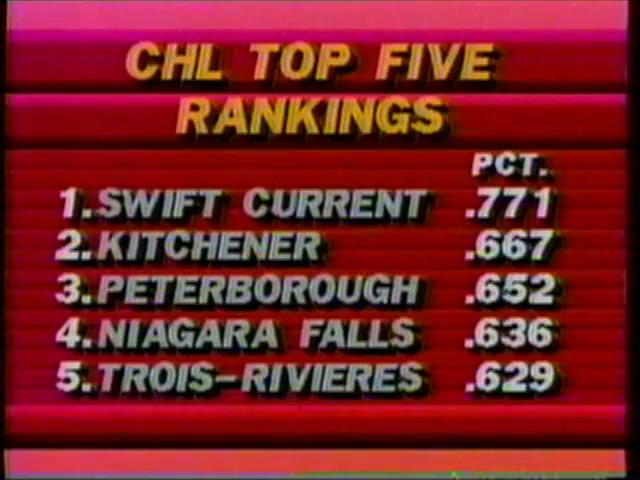 CHL TOP FIVE
RANKINGS
PCT.
1. SWIFT CURRENT .771
2. KITCHENER .667
3. PETERBOROUGH .652
4. NIAGARA FALLS .636
5. TROIS-RIVIERES .629